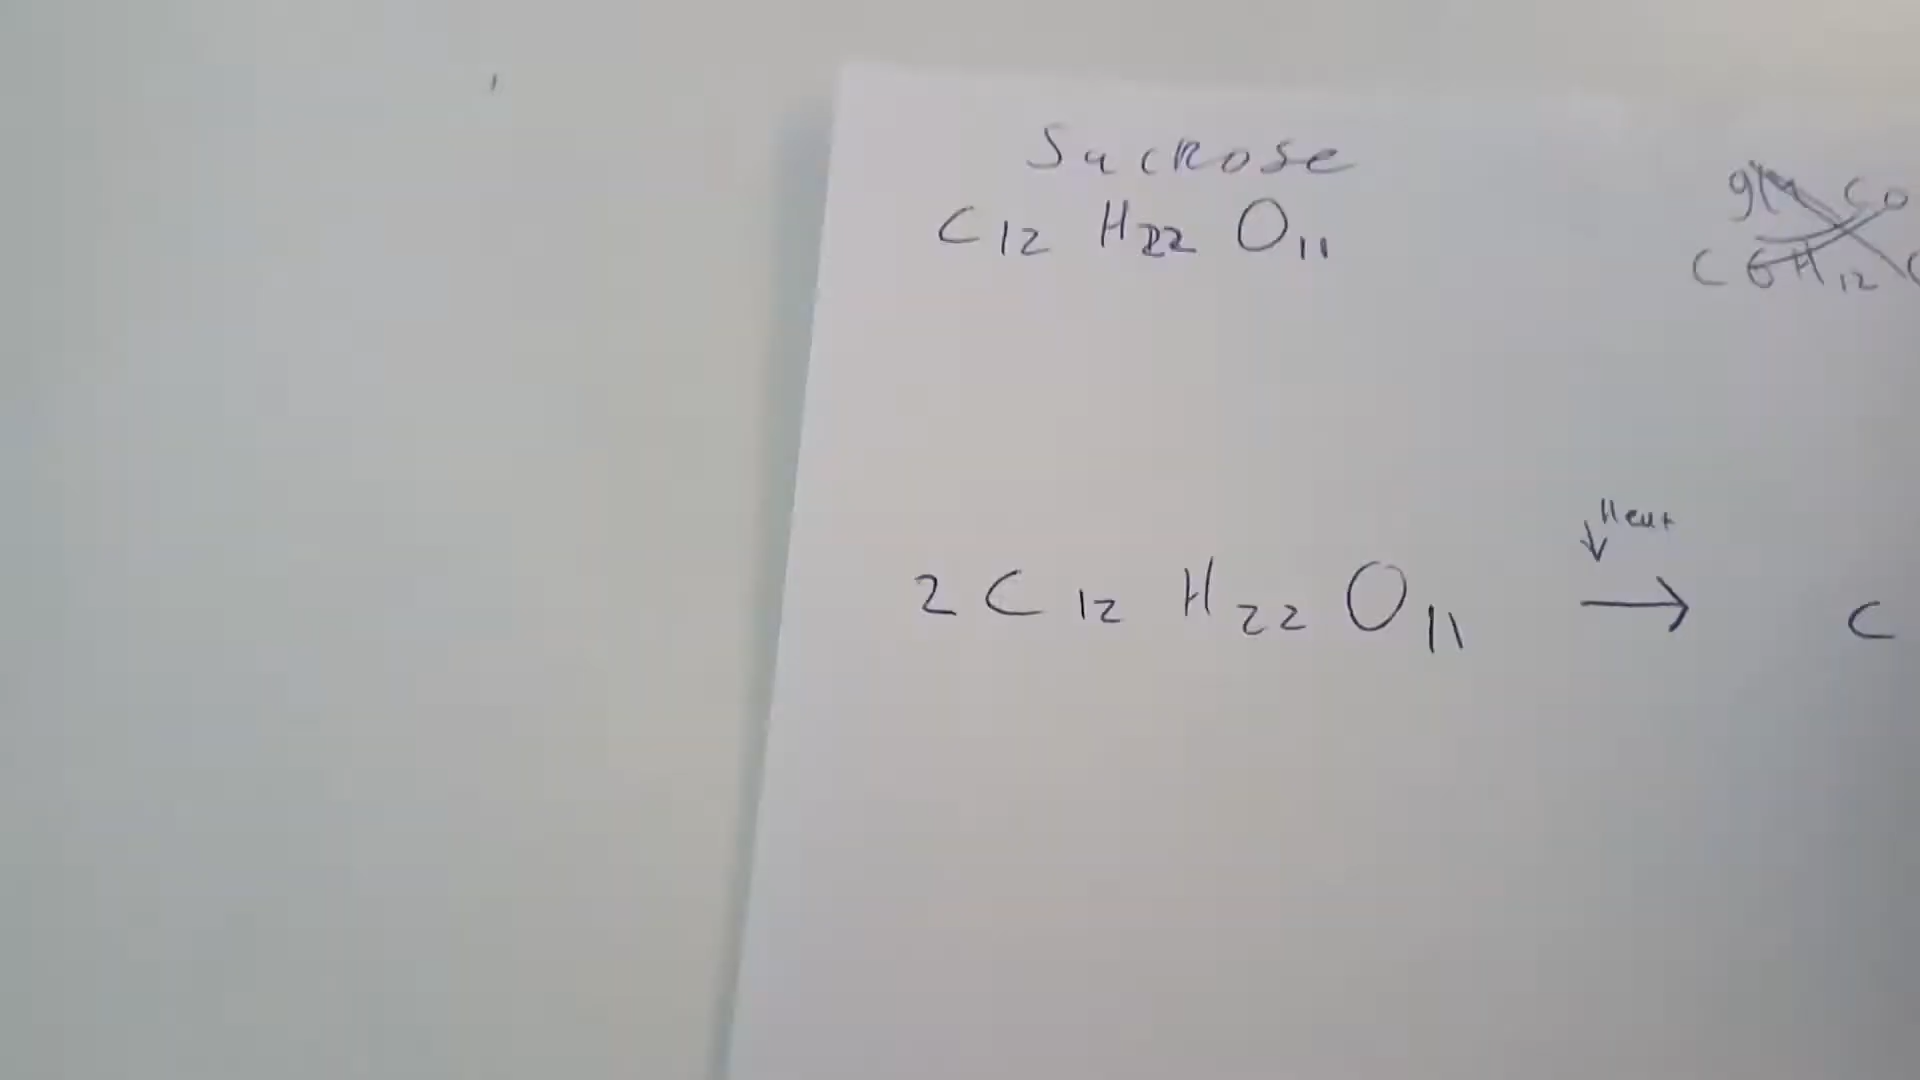 Sucrose
C12 H22 O11
C6H12
Heat
2 C12 H22 O11 → C